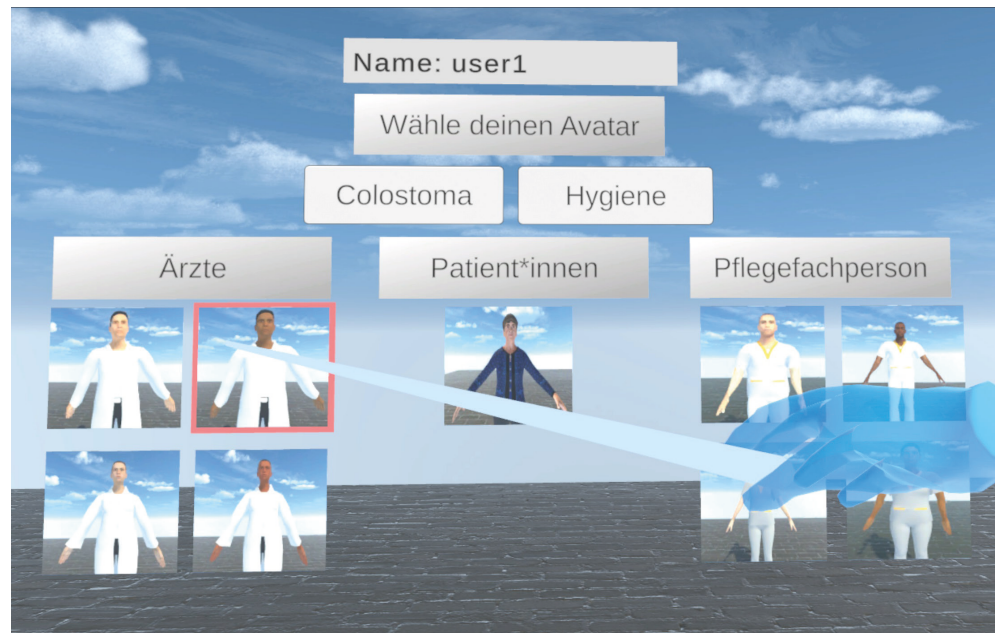 Name: user1
Wähle deinen Avatar
Colostoma
Hygiene
Ärzte
Patient*innen
Pflegefachperson